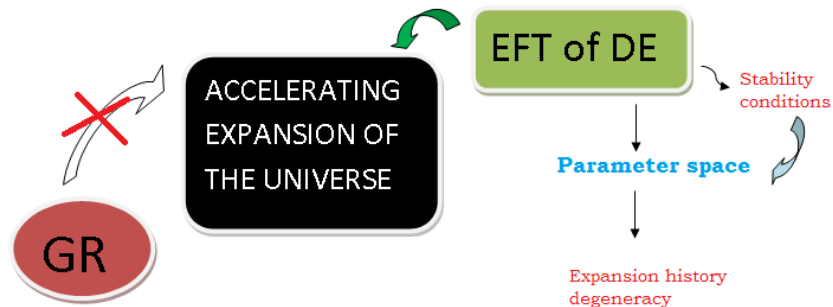 EFT of DE
ACCELERATING
EXPANSION OF
THE UNIVERSE
Stability
conditions
Parameter space
GR
Expansion history
degeneracy